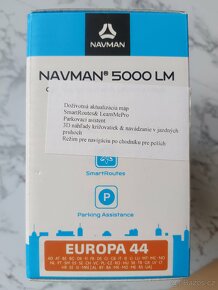 NAVMAN
NAVMAN® 5000 LM
Doživotná aktualizácia máp
SmartRoutes& LearnMePro
Parkovací asistent
3D náhľady križovatiek & navádzanie v jazdných
pruhoch
Režim pre navigáciu po chodníku pre peších
SmartRoutes
Parking Assistance
EUROPA 44